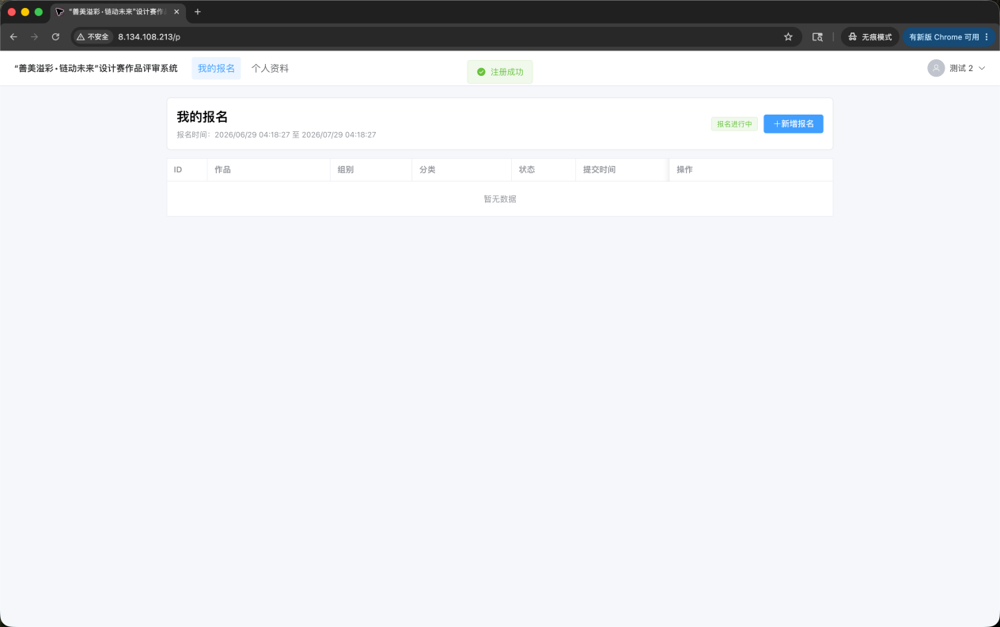 "善美溢彩·链动未来"设计赛作
不安全
8.134.108.213/p
无痕模式
有新版 Chrome 可用
"善美溢彩·链动未来"设计赛作品评审系统
我的报名
个人资料
注册成功
测试 2
我的报名
报名时间：2026/06/29 04:18:27 至 2026/07/29 04:18:27
报名进行中
+新增报名
ID 作品 组别 分类 状态 提交时间 操作
暂无数据